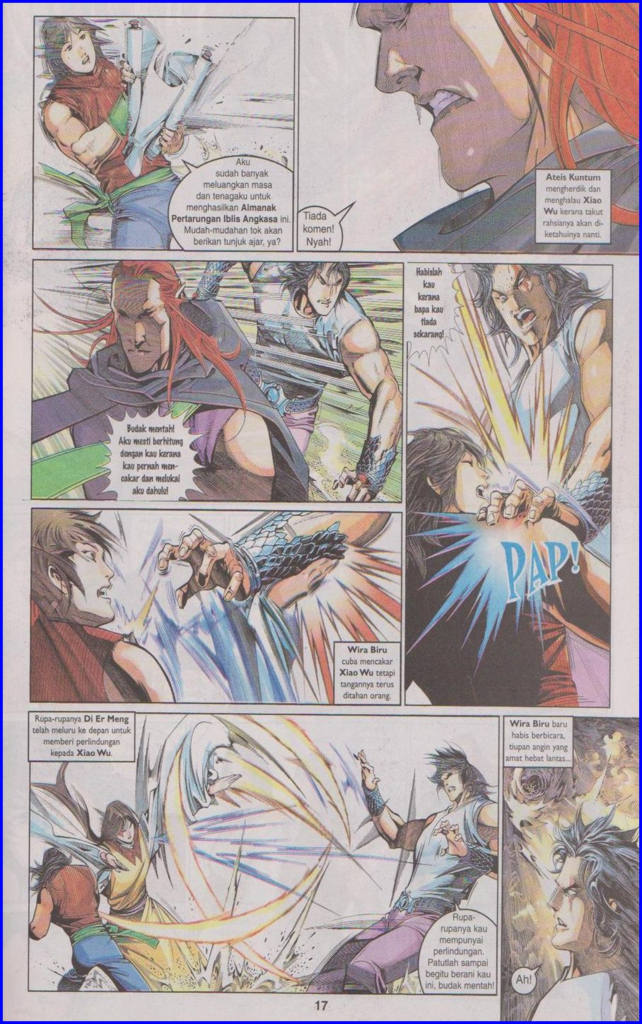 Aku
sudah banyak
meluangkan masa
dan tenagaku untuk
menghasilkan Almanak
Pertarungan Iblis Angkasa ini.
Mudah-mudahan tok akan
berikan tunjuk ajar, ya?
Tiada
komen!
Nyah!
Ateis Kuntum
mengherdik dan
menghalau Xiao
Wu kerana takut
rahsianya akan di-
ketahuinya nanti.
Budak mentah!
Aku mesti berhitung
dengan kau kerana
kau pernah men-
cakar dan melukai
aku dahulu!
Habislah
kau
kerana
bapa kau
tiada
sekarang!
PAP!
Wira Biru
cuba mencakar
Xiao Wu tetapi
tangannya terus
ditahan orang.
Rupa-rupanya Di Er Meng
telah meluru ke depan untuk
memberi perlindungan
kepada Xiao Wu.
Rupa-
rupanya kau
mempunyai
perlindungan.
Patutlah sampai
begitu berani kau
ini, budak mentah!
Wira Biru baru
habis berbicara,
tiupan angin yang
amat hebat lantas...
Ah!
17